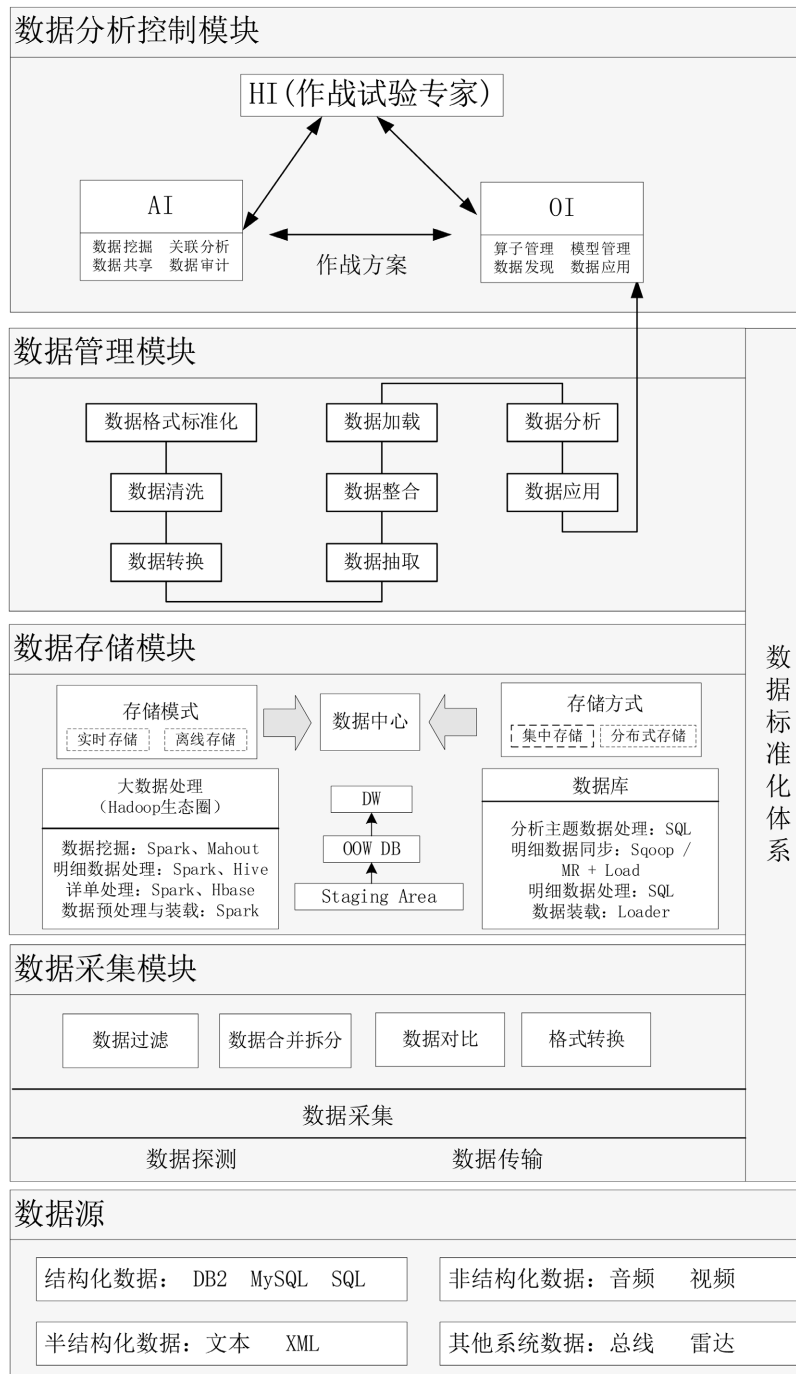 数据分析控制模块
HI(作战试验专家)
AI
数据挖掘 关联分析
数据共享 数据审计
作战方案
OI
算子管理 模型管理
数据发现 数据应用
数据管理模块
数据格式标准化
数据清洗
数据转换
数据加载
数据整合
数据抽取
数据分析
数据应用
数据存储模块
存储模式
实时存储 离线存储
数据中心
存储方式
集中存储 分布式存储
大数据处理
(Hadoop生态圈)
数据挖掘：Spark、Mahout
明细数据处理：Spark、Hive
详单处理：Spark、Hbase
数据预处理与装载：Spark
DW
OOW DB
Staging Area
数据库
分析主题数据处理：SQL
明细数据同步：Sqoop /
MR + Load
明细数据处理：SQL
数据装载：Loader
数据采集模块
数据过滤
数据合并拆分
数据对比
格式转换
数据采集
数据探测 数据传输
数据标准化体系
数据源
结构化数据： DB2 MySQL SQL
非结构化数据：音频 视频
半结构化数据：文本 XML
其他系统数据：总线 雷达